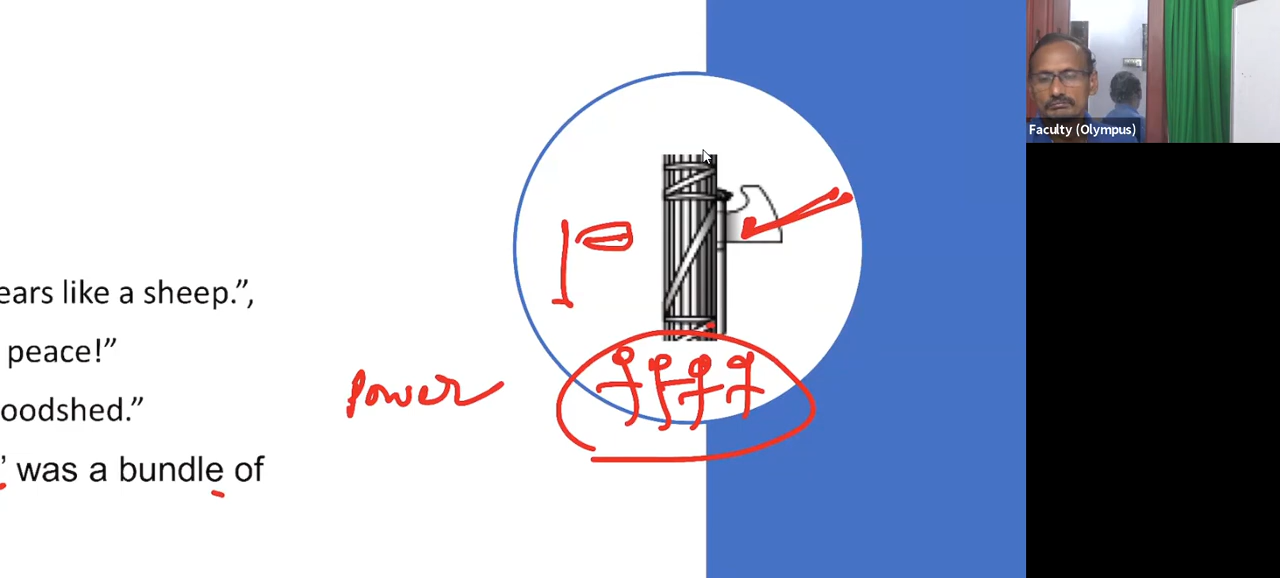 Faculty (Olympus)
ears like a sheep.”,
peace!”
oodshed.”
Power
’ was a bundle of